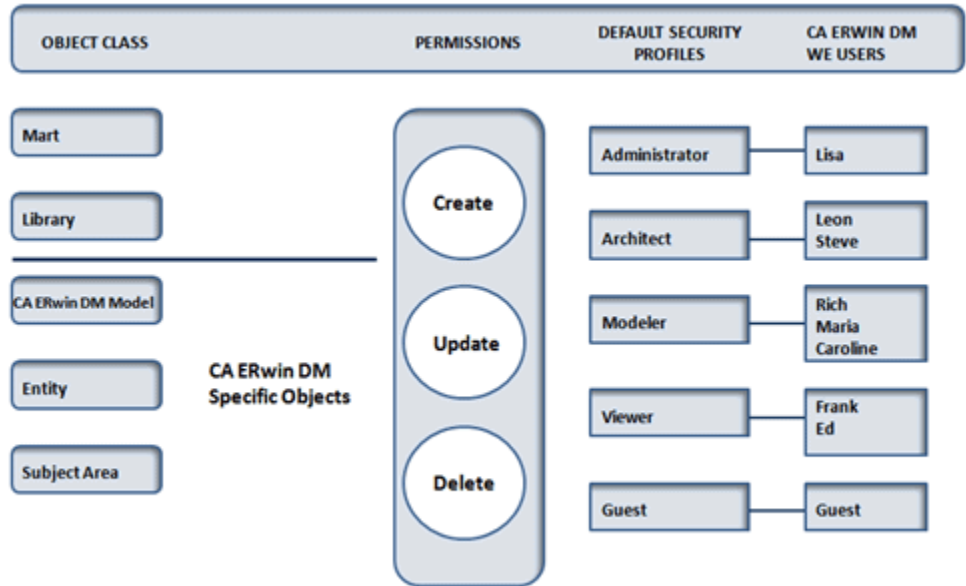 OBJECT CLASS
PERMISSIONS
DEFAULT SECURITY
PROFILES
CA ERWIN DM
WE USERS
Mart
Library
CA ERwin DM Model
Entity
Subject Area
CA ERwin DM
Specific Objects
Create
Update
Delete
Administrator
Lisa
Architect
Leon
Steve
Modeler
Rich
Maria
Caroline
Viewer
Frank
Ed
Guest
Guest